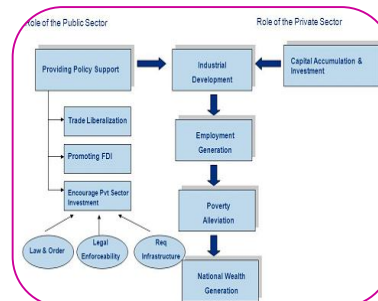 Role of the Public Sector
Role of the Private Sector
Providing Policy Support
Industrial
Development
Capital Accumulation &
Investment
Trade Liberalization
Promoting FDI
Encourage Pvt Sector
Investment
Employment
Generation
Poverty
Alleviation
Law & Order
Legal
Enforceability
Req
Infrastructure
National Wealth
Generation